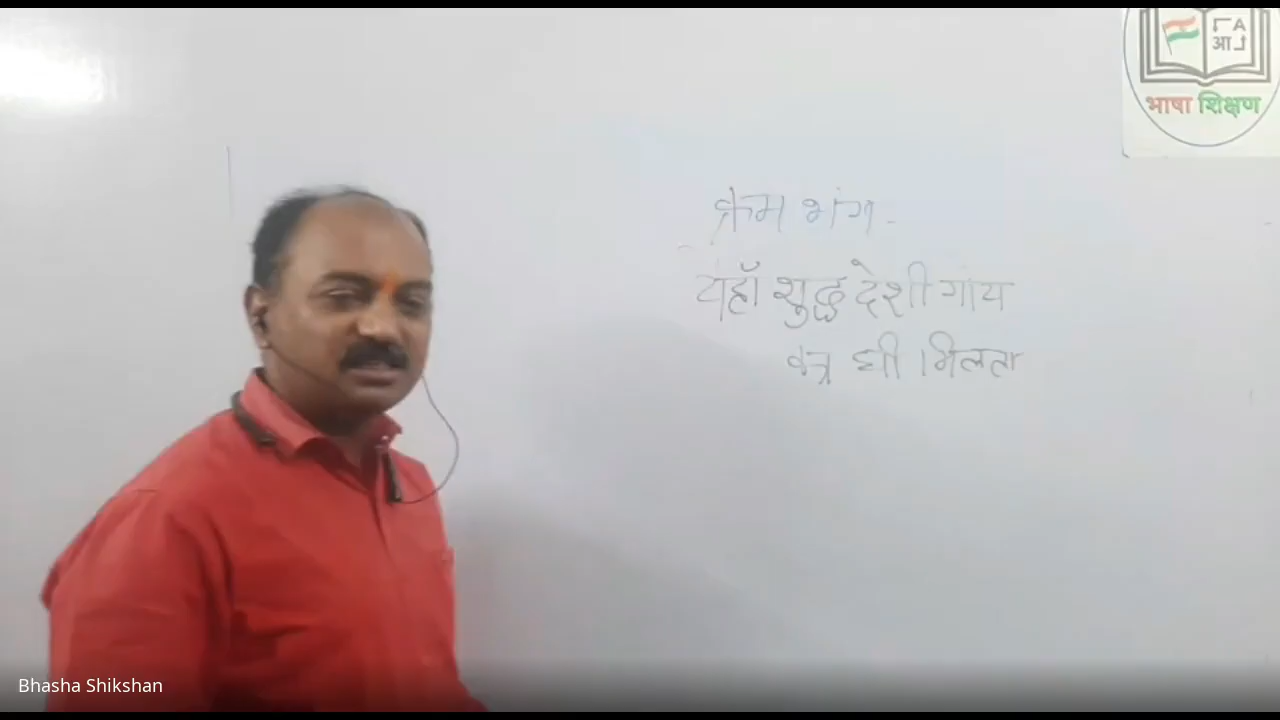 A
आ
भाषा शिक्षण
क्रम भंग -
यहाँ शुद्ध देशी गाय
का घी मिलता
Bhasha Shikshan